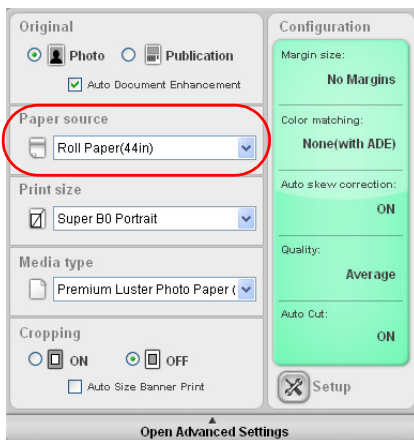 Original
Photo Publication
Auto Document Enhancement
Paper source
Roll Paper(44in)
Print size
Super B0 Portrait
Media type
Premium Luster Photo Paper (
Cropping
ON OFF
Auto Size Banner Print
Configuration
Margin size:
No Margins
Color matching:
None(with ADE)
Auto skew correction:
ON
Quality:
Average
Auto Cut:
ON
Setup
Open Advanced Settings